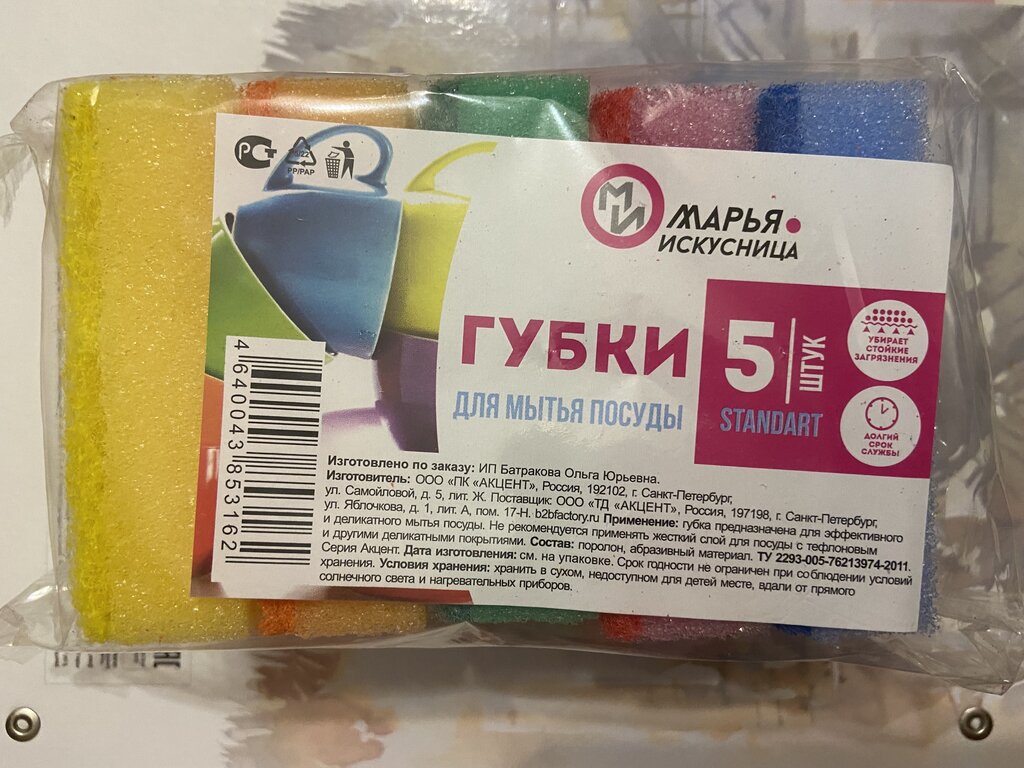 РСТ
PP/PAP
МИ
МАРЬЯ
ИСКУСНИЦА
ГУБКИ
ДЛЯ МЫТЬЯ ПОСУДЫ
5
ШТУК
STANDART
УБИРАЕТ
СТОЙКИЕ
ЗАГРЯЗНЕНИЯ
ДОЛГИЙ
СРОК
СЛУЖБЫ
4 640043 853162
Изготовлено по заказу: ИП Батракова Ольга Юрьевна.
Изготовитель: ООО «ПК «АКЦЕНТ», Россия, 192102, г. Санкт-Петербург,
ул. Самойловой, д. 5, лит. Ж. Поставщик: ООО «ТД «АКЦЕНТ», Россия, 197198, г. Санкт-Петербург,
ул. Яблочкова, д. 1, лит. А, пом. 17-Н. b2bfactory.ru Применение: губка предназначена для эффективного
и деликатного мытья посуды. Не рекомендуется применять жесткий слой для посуды с тефлоновым
и другими деликатными покрытиями. Состав: поролон, абразивный материал. ТУ 2293-005-76213974-2011.
Серия Акцент. Дата изготовления: см. на упаковке. Срок годности не ограничен при соблюдении условий
хранения. Условия хранения: хранить в сухом, недоступном для детей месте, вдали от прямого
солнечного света и нагревательных приборов.